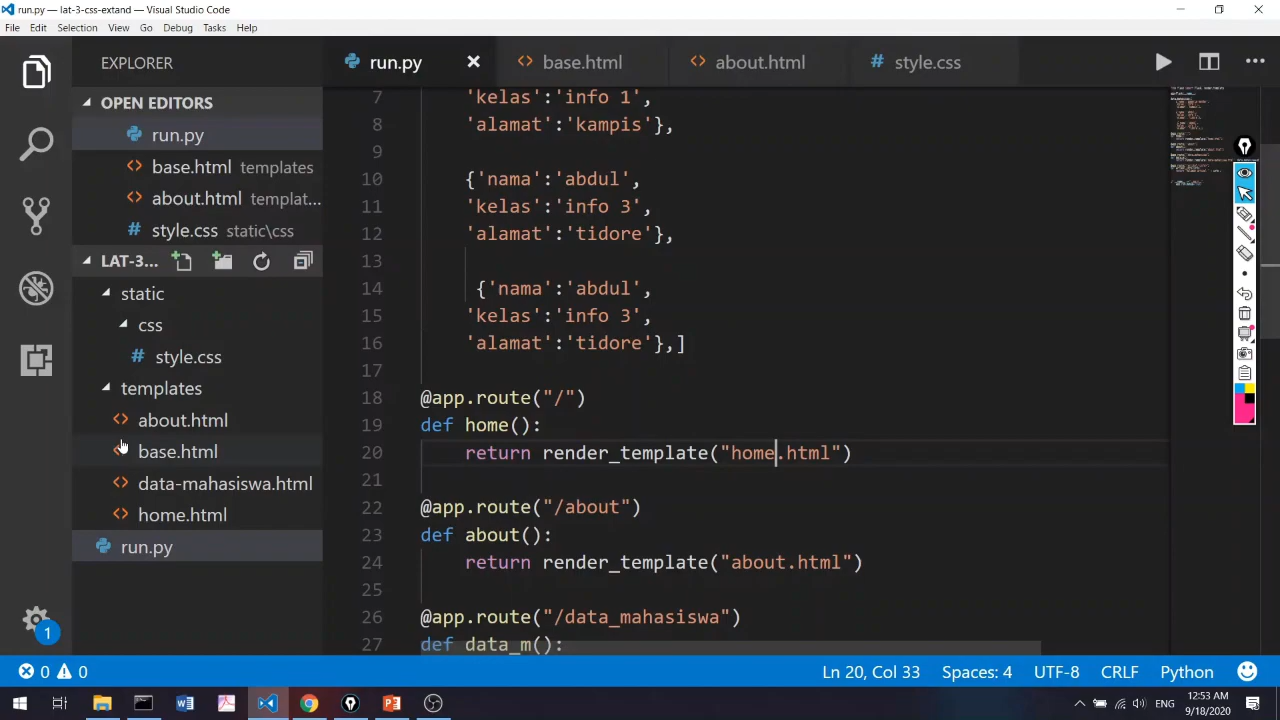 run.py — lat-3-css-extand — Visual Studio Code
File Edit Selection View Go Debug Tasks Help
EXPLORER
run.py
base.html
about.html
style.css
OPEN EDITORS
run.py
base.html templates
about.html templat...
style.css static\css
LAT-3...
static
css
style.css
templates
about.html
base.html
data-mahasiswa.html
home.html
run.py
7 'kelas':'info 1',
8 'alamat':'kampis'},
9
10 {'nama':'abdul',
11 'kelas':'info 3',
12 'alamat':'tidore'},
13
14 {'nama':'abdul',
15 'kelas':'info 3',
16 'alamat':'tidore'},]
17
18 @app.route("/")
19 def home():
20 return render_template("home.html")
21
22 @app.route("/about")
23 def about():
24 return render_template("about.html")
25
26 @app.route("/data_mahasiswa")
27 def data_m():
1
0 0
Ln 20, Col 33 Spaces: 4 UTF-8 CRLF Python
ENG
12:53 AM
9/18/2020